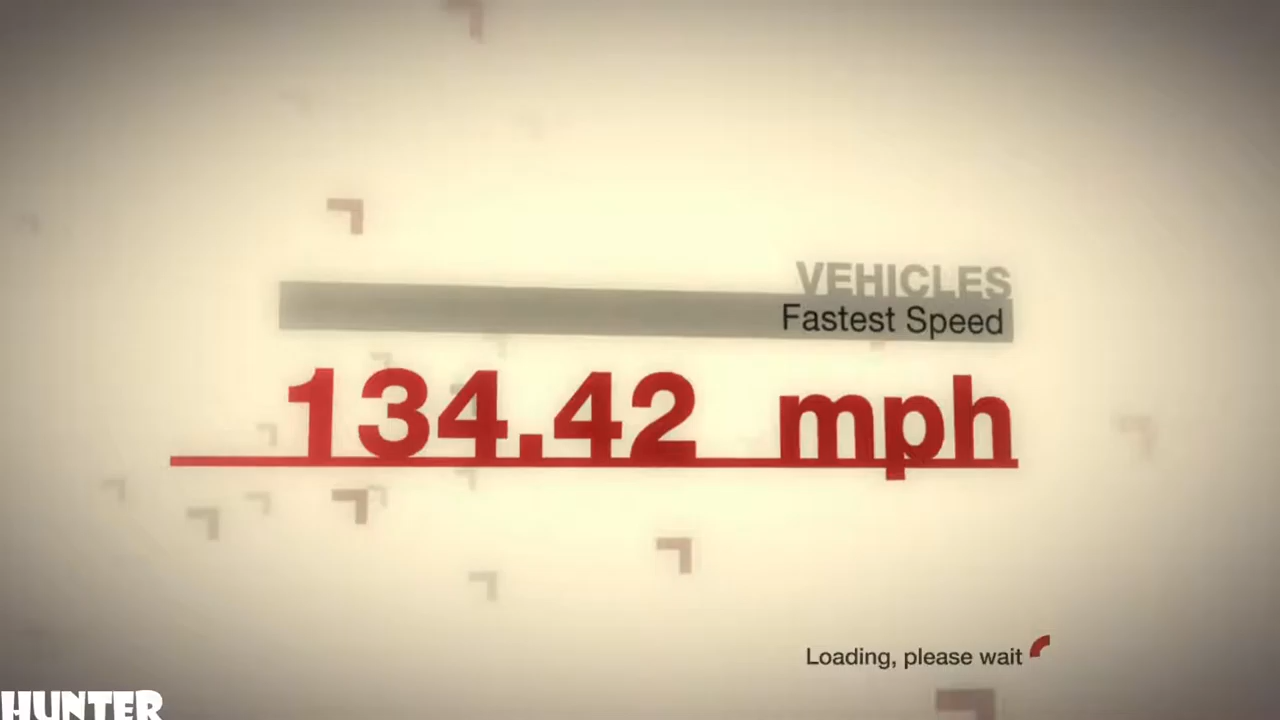 VEHICLES
Fastest Speed
134.42 mph
Loading, please wait
HUNTER